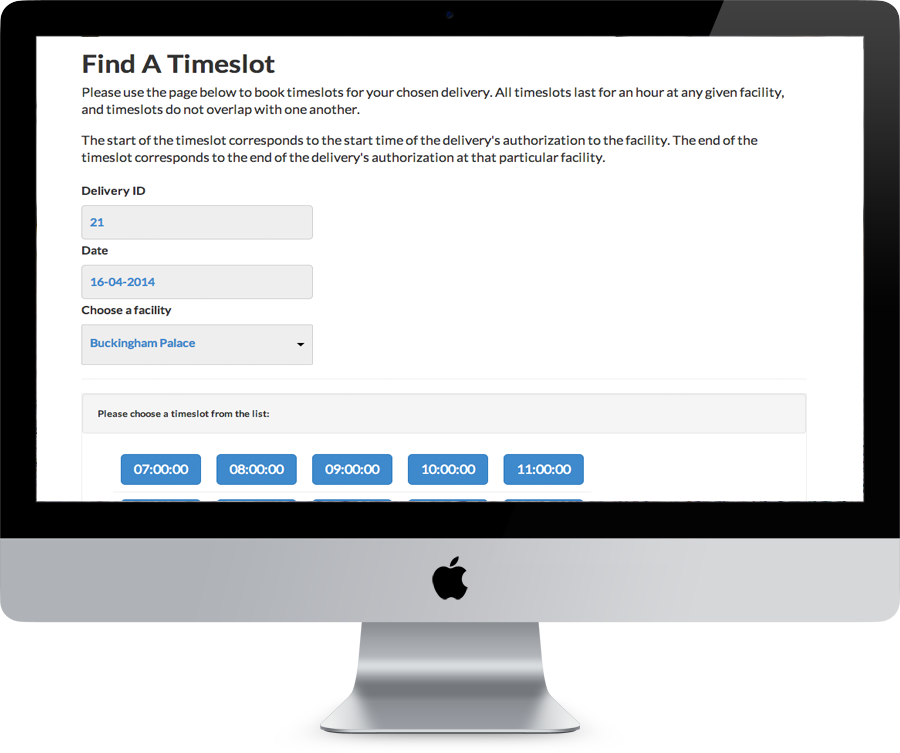 Find A Timeslot
Please use the page below to book timeslots for your chosen delivery. All timeslots last for an hour at any given facility,
and timeslots do not overlap with one another.
The start of the timeslot corresponds to the start time of the delivery's authorization to the facility. The end of the
timeslot corresponds to the end of the delivery's authorization at that particular facility.
Delivery ID
21
Date
16-04-2014
Choose a facility
Buckingham Palace
Please choose a timeslot from the list:
07:00:00 08:00:00 09:00:00 10:00:00 11:00:00